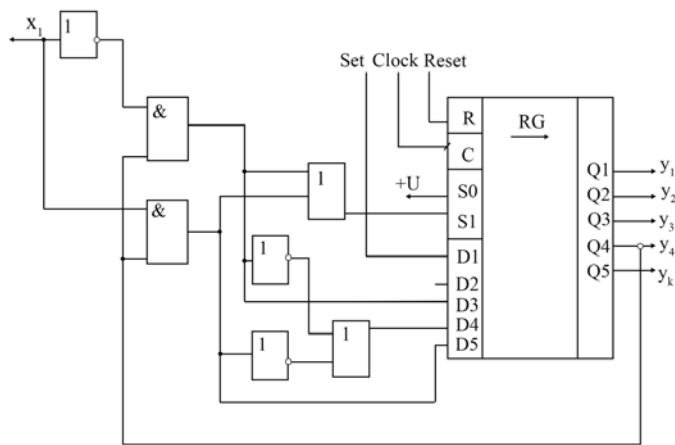 x1
1
Set Clock Reset
&
R
RG
C
Q1
y1
1
+U
S0
Q2
y2
&
S1
Q3
y3
Q4
y4
D1
Q5
yk
1
D2
D3
1
D4
1
D5